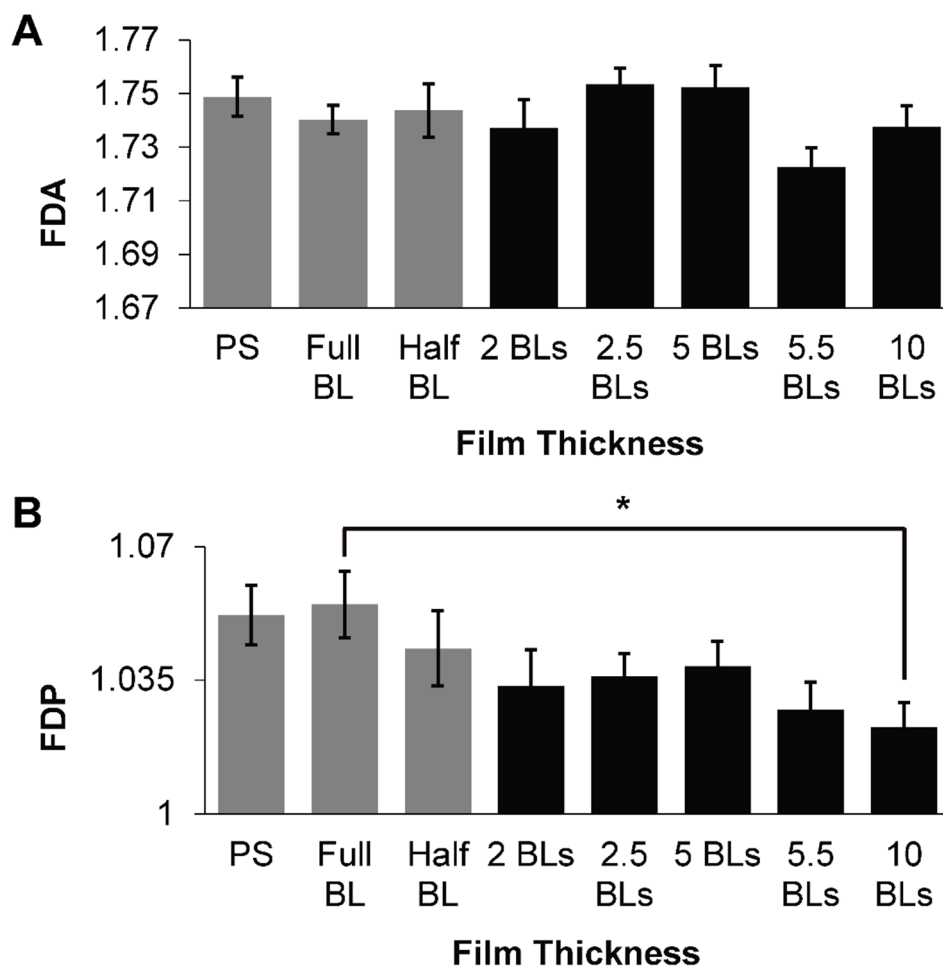 A
1.77
1.75
1.73
1.71
1.69
1.67
FDA
PS Full Half 2 BLs 2.5 5 BLs 5.5 10
BL BL BLs BLs BLs
Film Thickness
B
*
1.07
1.035
1
FDP
PS Full Half 2 BLs 2.5 5 BLs 5.5 10
BL BL BLs BLs BLs
Film Thickness